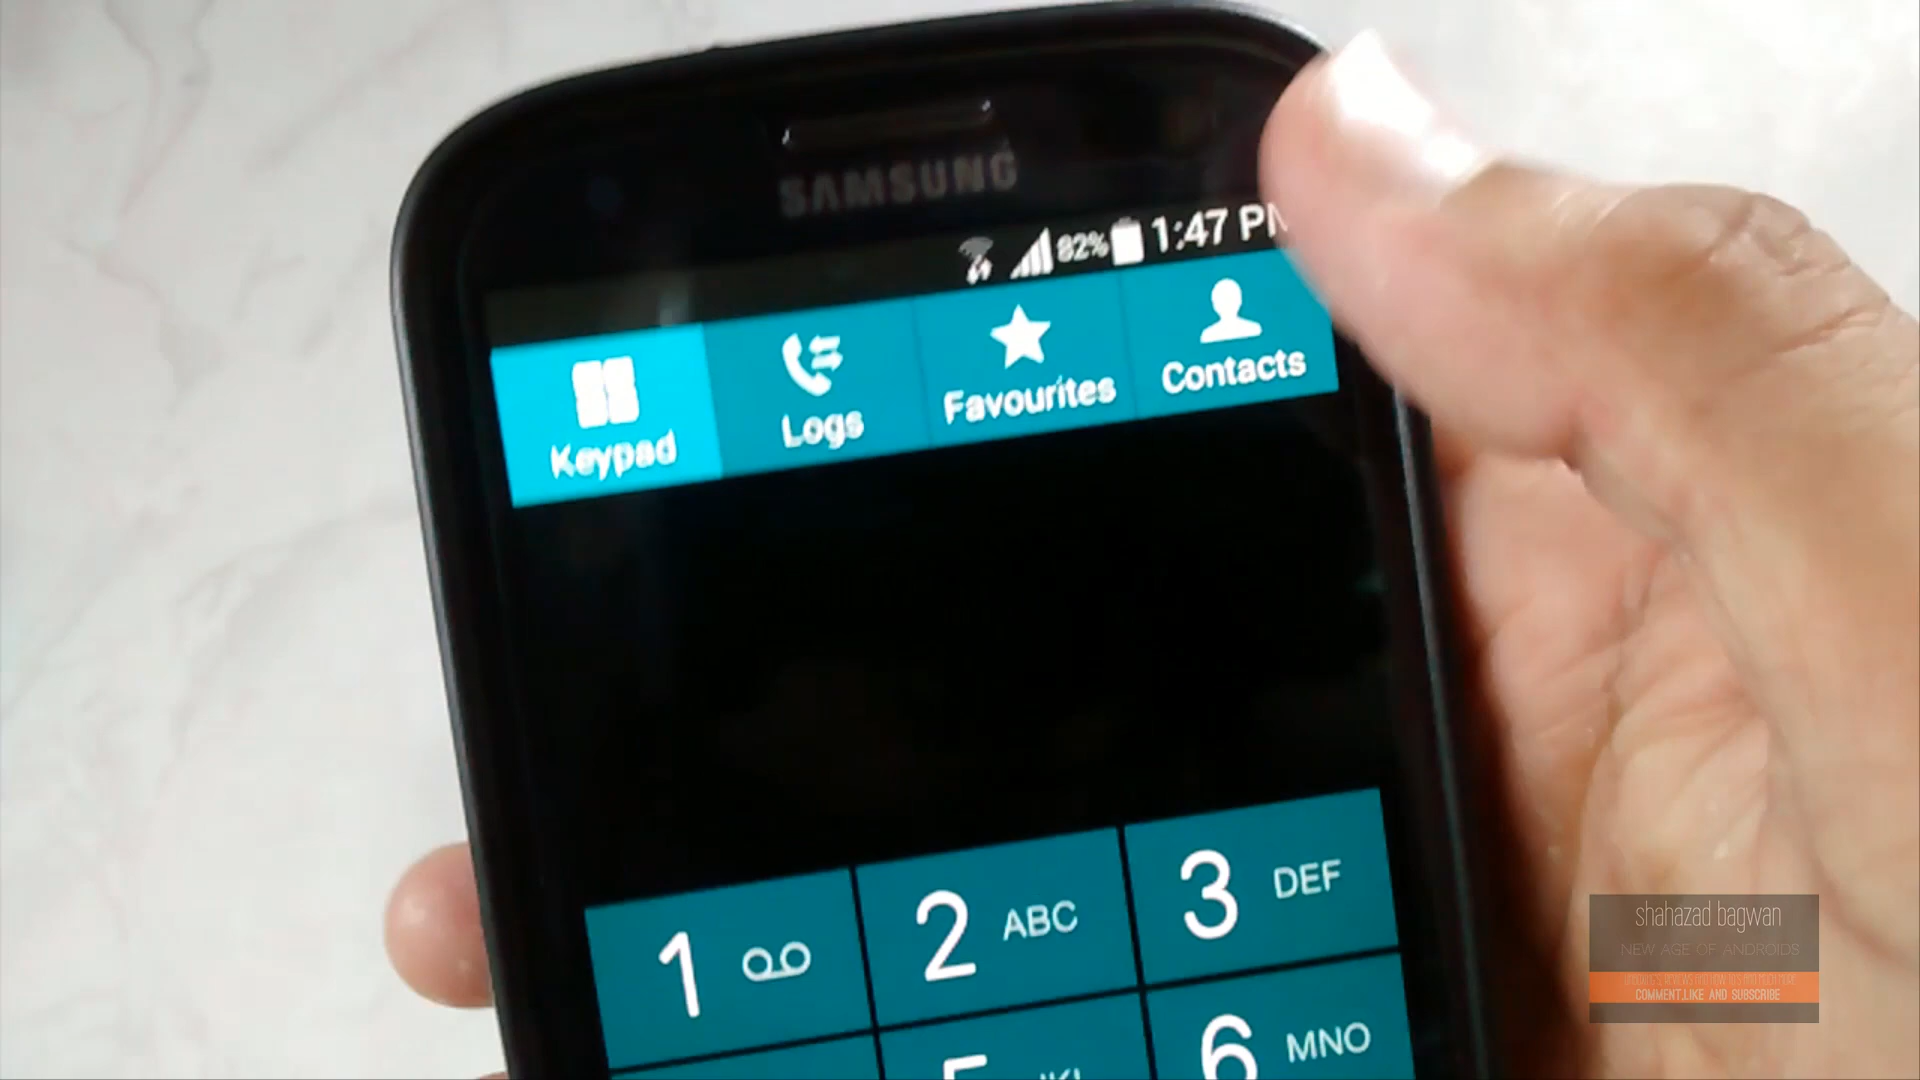 SAMSUNG
82% 1:47 PM
Keypad
Logs
Favourites
Contacts
1
2 ABC
3 DEF
6 MNO
shahazad bagwan
NEW AGE OF ANDROIDS
COMMENT,LIKE AND SUBSCRIBE